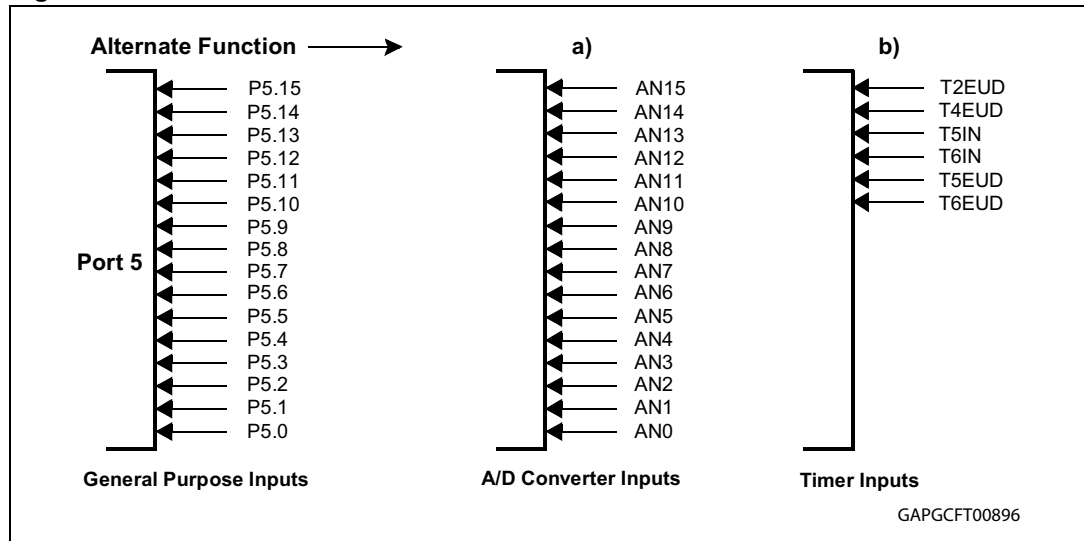 Alternate Function a) b)
P5.15 AN15 T2EUD
P5.14 AN14 T4EUD
P5.13 AN13 T5IN
P5.12 AN12 T6IN
P5.11 AN11 T5EUD
P5.10 AN10 T6EUD
P5.9 AN9
P5.8 AN8
Port 5
P5.7 AN7
P5.6 AN6
P5.5 AN5
P5.4 AN4
P5.3 AN3
P5.2 AN2
P5.1 AN1
P5.0 AN0
General Purpose Inputs A/D Converter Inputs Timer Inputs
GAPGCFT00896